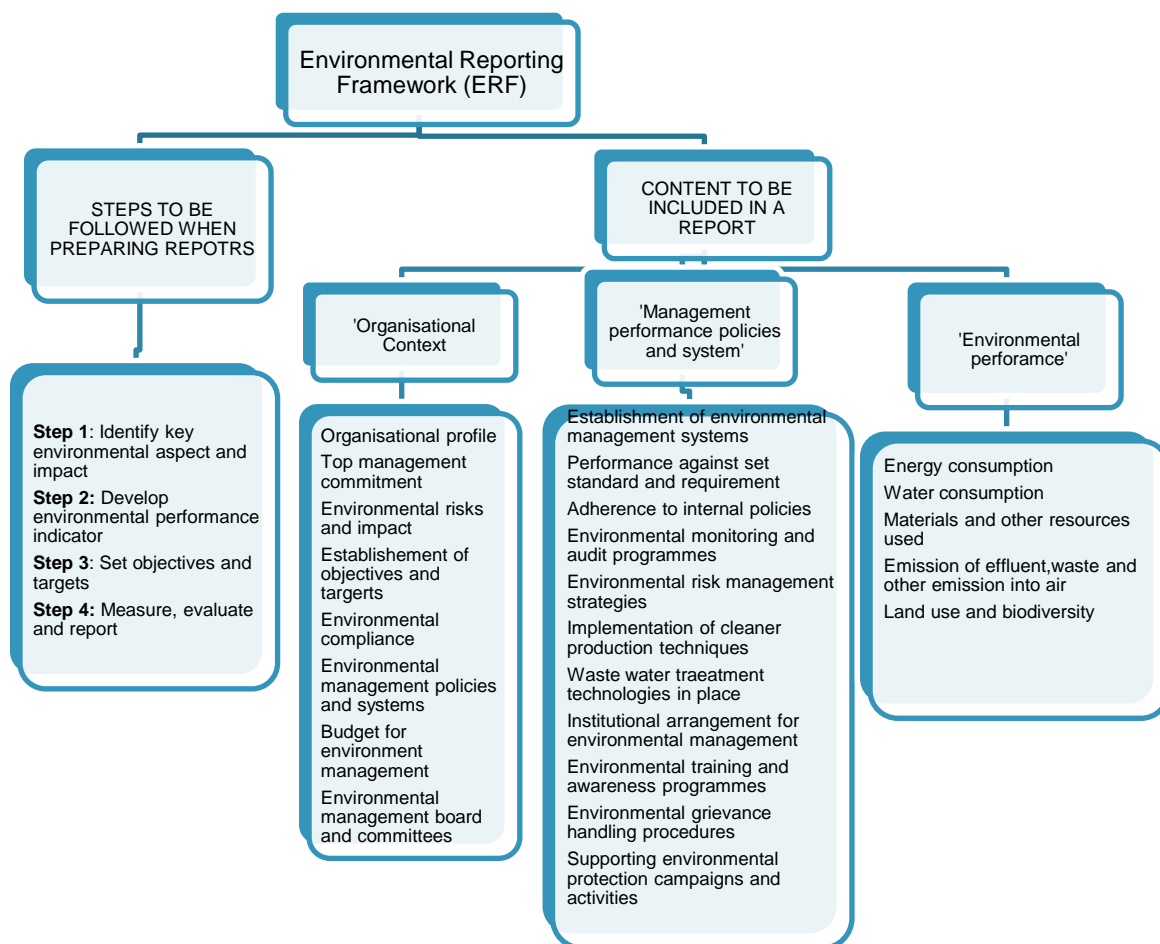 Environmental Reporting
Framework (ERF)
STEPS TO BE
FOLLOWED WHEN
PREPARING REPOTRS
CONTENT TO BE
INCLUDED IN A
REPORT
'Organisational
Context
'Management
performance policies
and system'
'Environmental
perforamce'
Step 1: Identify key
environmental aspect and
impact
Step 2: Develop
environmental performance
indicator
Step 3: Set objectives and
targets
Step 4: Measure, evaluate
and report
Organisational profile
Top management
commitment
Environmental risks
and impact
Establishement of
objectives and
targerts
Environmental
compliance
Environmental
management policies
and systems
Budget for
environment
management
Environmental
management board
and committees
Establishment of environmental
management systems
Performance against set
standard and requirement
Adherence to internal policies
Environmental monitoring and
audit programmes
Environmental risk management
strategies
Implementation of cleaner
production techniques
Waste water traeatment
technologies in place
Institutional arrangement for
environmental management
Environmental training and
awareness programmes
Environmental grievance
handling procedures
Supporting environmental
protection campaigns and
activities
Energy consumption
Water consumption
Materials and other resources
used
Emission of effluent,waste and
other emission into air
Land use and biodiversity